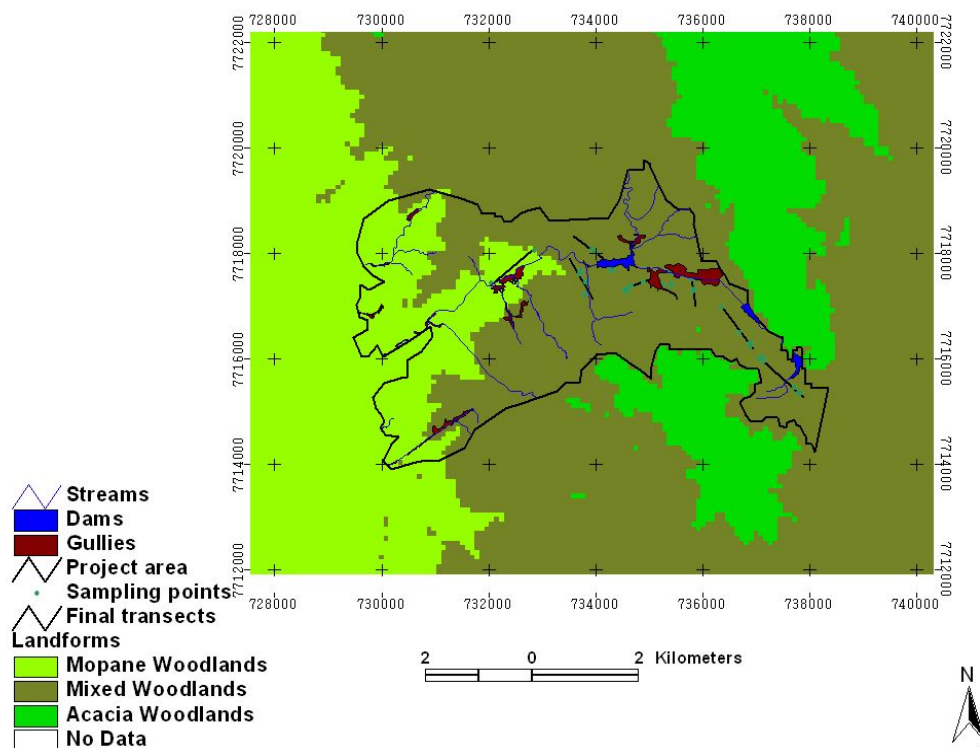 728000 730000 732000 734000 736000 738000 740000
7722000 7722000
7720000 7720000
7718000 7718000
7716000 7716000
7714000 7714000
7712000 7712000
728000 730000 732000 734000 736000 738000 740000
Streams
Dams
Gullies
Project area
Sampling points
Final transects
Landforms
Mopane Woodlands
Mixed Woodlands
Acacia Woodlands
No Data
2 0 2 Kilometers
N